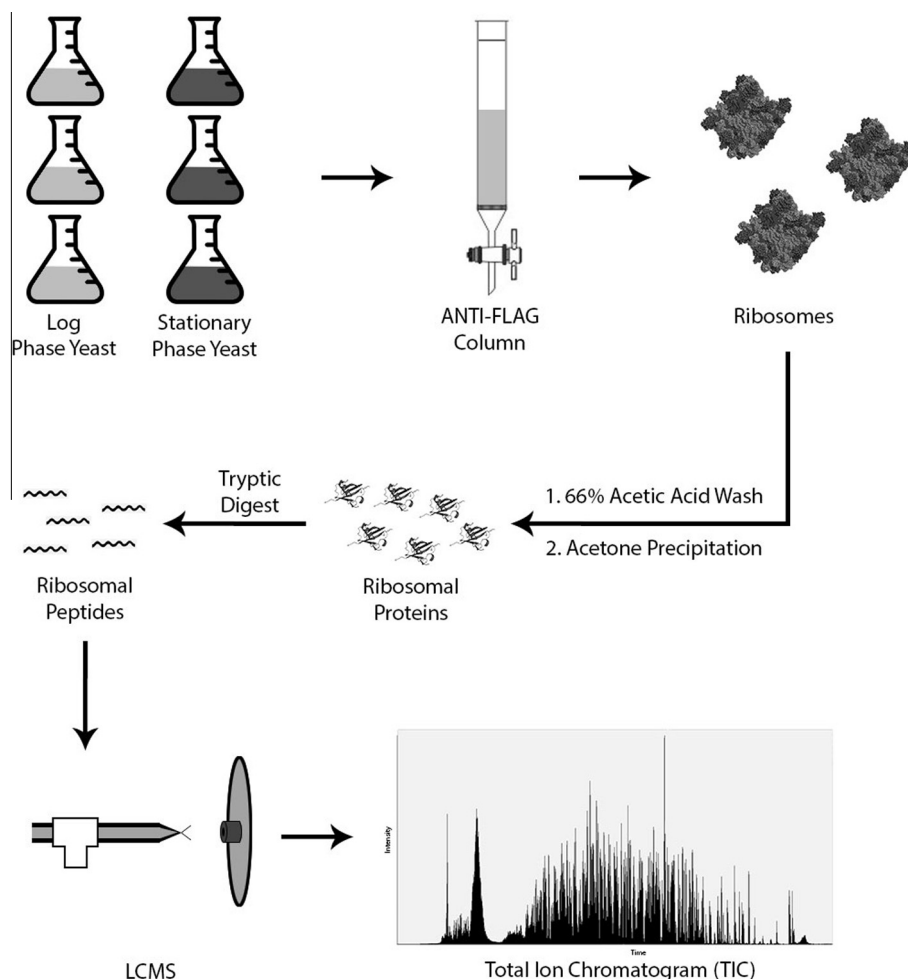 Log
Phase Yeast
Stationary
Phase Yeast
ANTI-FLAG
Column
Ribosomes
1. 66% Acetic Acid Wash
2. Acetone Precipitation
Ribosomal
Proteins
Tryptic
Digest
Ribosomal
Peptides
LCMS
Intensity
Time
Total Ion Chromatogram (TIC)